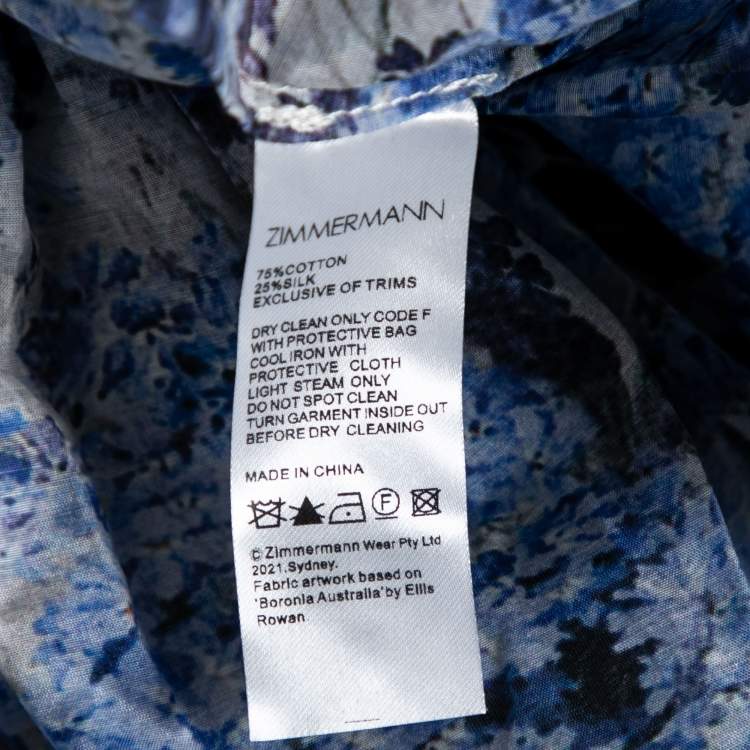 ZIMMERMANN
75%COTTON
25%SILK
EXCLUSIVE OF TRIMS
DRY CLEAN ONLY CODE F
WITH PROTECTIVE BAG
COOL IRON WITH
PROTECTIVE CLOTH
LIGHT STEAM ONLY
DO NOT SPOT CLEAN
TURN GARMENT INSIDE OUT
BEFORE DRY CLEANING
MADE IN CHINA
F
© Zimmermann Wear Pty Ltd
2021.Sydney.
Fabric artwork based on
'Boronia Australia'by Ellis
Rowan.